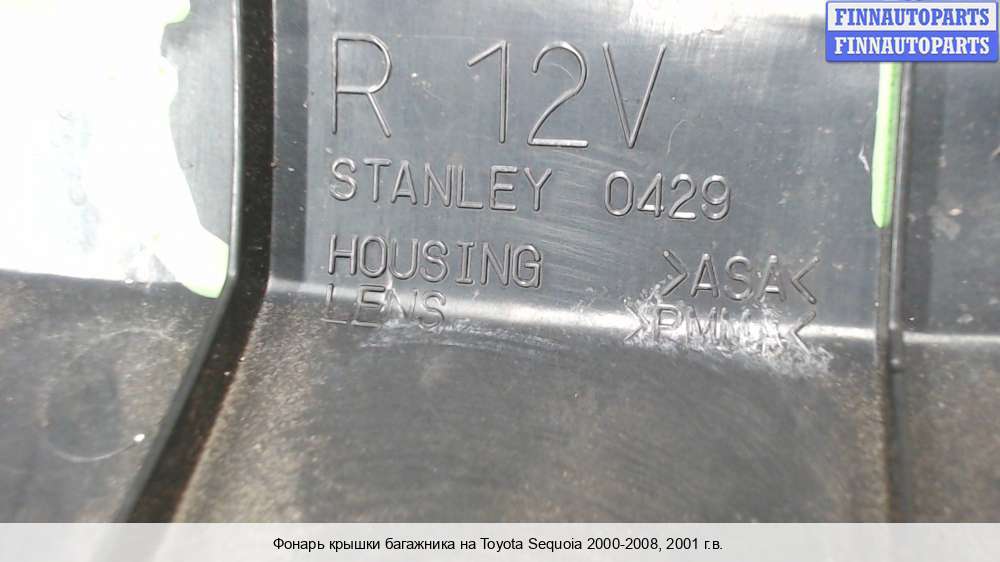 FINNAUTOPARTS
FINNAUTOPARTS
R 12V
STANLEY 0429
HOUSING >ASA<
LENS >PMMA<
Фонарь крышки багажника на Toyota Sequoia 2000-2008, 2001 г.в.